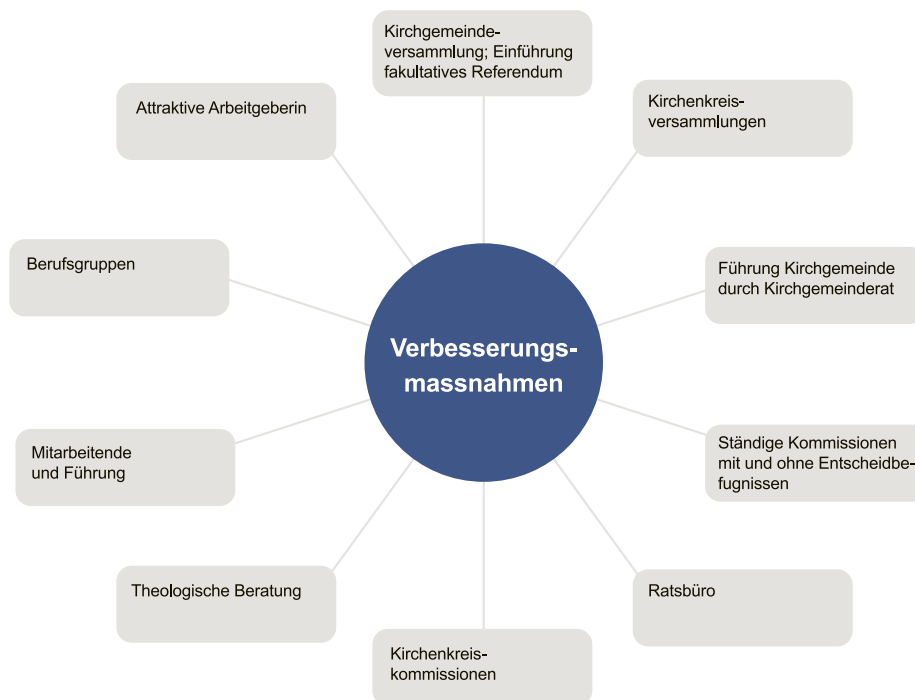 Kirchgemeinde-
versammlung; Einführung
fakultatives Referendum
Attraktive Arbeitgeberin
Kirchenkreis-
versammlungen
Berufsgruppen
Führung Kirchgemeinde
durch Kirchgemeinderat
Verbesserungs-
massnahmen
Mitarbeitende
und Führung
Ständige Kommissionen
mit und ohne Entscheidbe-
fugnissen
Theologische Beratung
Ratsbüro
Kirchenkreis-
kommissionen